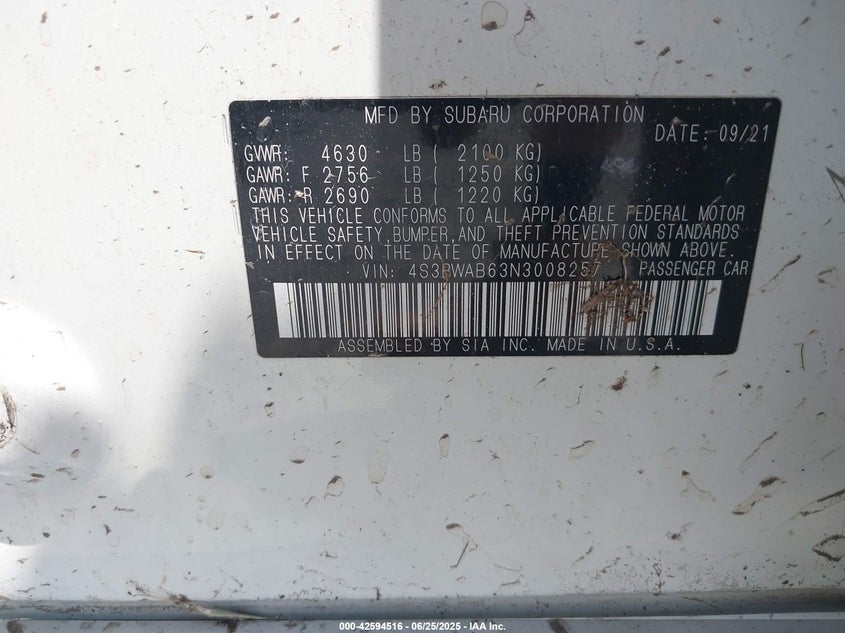 MFD BY SUBARU CORPORATION
DATE: 09/21
GVWR: 4630 LB ( 2100 KG)
GAWR: F 2756 LB ( 1250 KG)
GAWR: R 2690 LB ( 1220 KG)
THIS VEHICLE CONFORMS TO ALL APPLICABLE FEDERAL MOTOR
VEHICLE SAFETY, BUMPER, AND THEFT PREVENTION STANDARDS
IN EFFECT ON THE DATE OF MANUFACTURE SHOWN ABOVE.
VIN: 4S3BWAB63N3008257 PASSENGER CAR
ASSEMBLED BY SIA INC. MADE IN U.S.A.
000-42594516 - 06/25/2025 - IAA Inc.